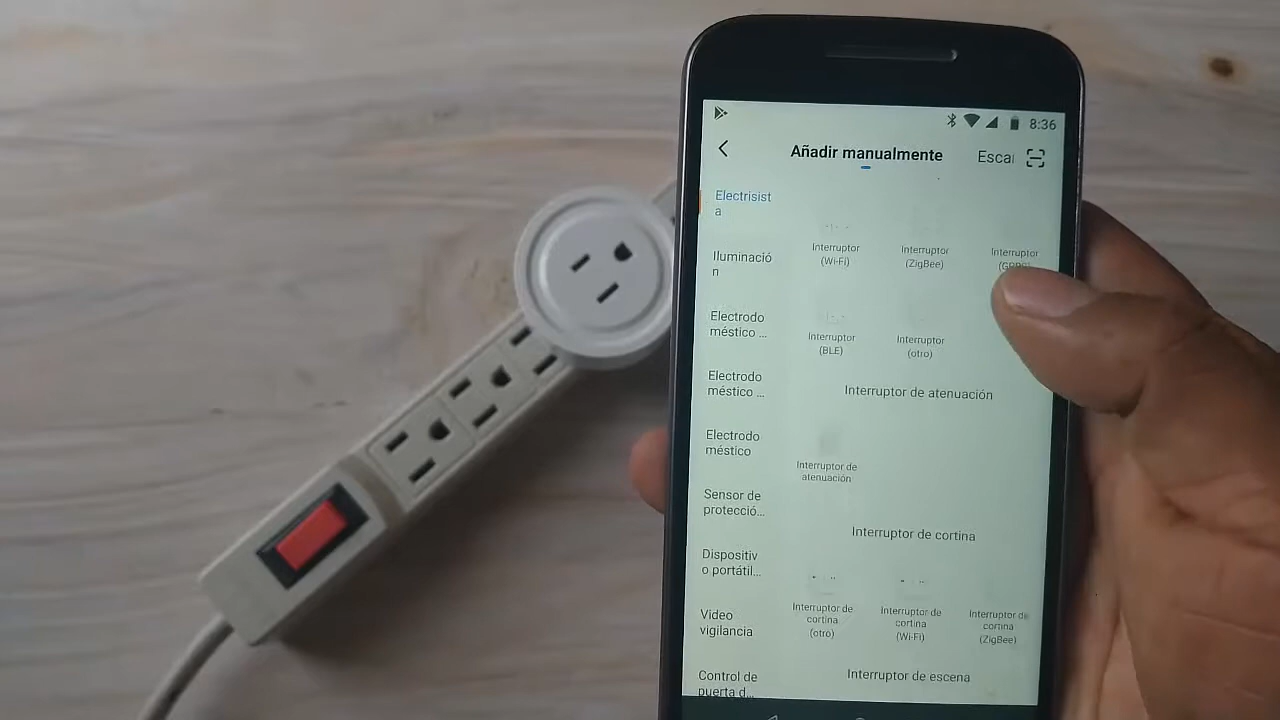 8:36
Añadir manualmente
Escai
Electrisist
a
Interruptor
(Wi-Fi)
Interruptor
(ZigBee)
Interruptor
Iluminació
n
Electrodo
méstico ...
Interruptor
(BLE)
Interruptor
(otro)
Electrodo
méstico ...
Interruptor de atenuación
Electrodo
méstico
Interruptor de
atenuación
Sensor de
protecció...
Interruptor de cortina
Dispositiv
o portátil...
Video
vigilancia
Interruptor de
cortina
(otro)
Interruptor de
cortina
(Wi-Fi)
Interruptor de
cortina
(ZigBee)
Control de
puerta d...
Interruptor de escena